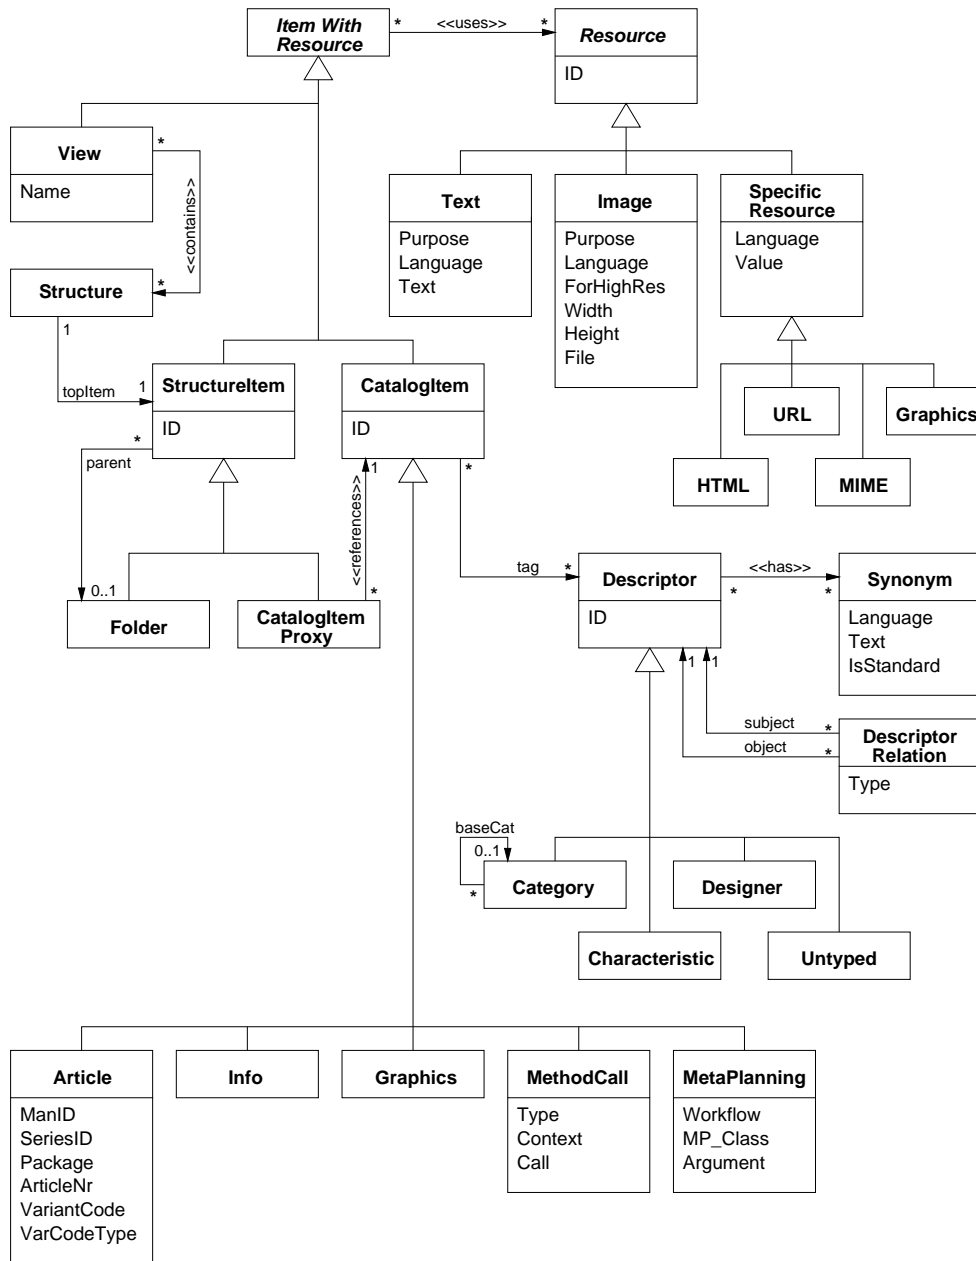 Item With
Resource
*
<<uses>>
*
Resource
ID
View
Name
*
<<contains>>
*
Structure
1
topItem
1
Text
Purpose
Language
Text
Image
Purpose
Language
ForHighRes
Width
Height
File
Specific
Resource
Language
Value
HTML
URL
MIME
Graphics
StructureItem
ID
*
parent
0..1
CatalogItem
ID
1
<<references>>
*
Folder
CatalogItem
Proxy
*
tag
*
Descriptor
ID
<<has>>
*
*
Synonym
Language
Text
IsStandard
1
1
subject
*
object
*
Descriptor
Relation
Type
baseCat
0..1
*
Category
Designer
Characteristic
Untyped
Article
ManID
SeriesID
Package
ArticleNr
VariantCode
VarCodeType
Info
Graphics
MethodCall
Type
Context
Call
MetaPlanning
Workflow
MP_Class
Argument